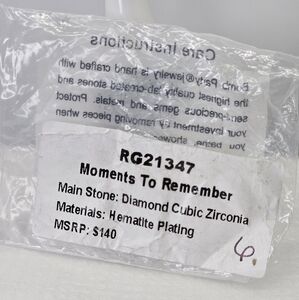 Care Instructions
Bomb Party® jewelry is hand crafted with
the highest quality lab-created stones and
semi-precious gems and metals. Protect
your investment by removing pieces when
showe
RG21347
Moments To Remember
Main Stone: Diamond Cubic Zirconia
Materials: Hematite Plating
MSRP: $140
6